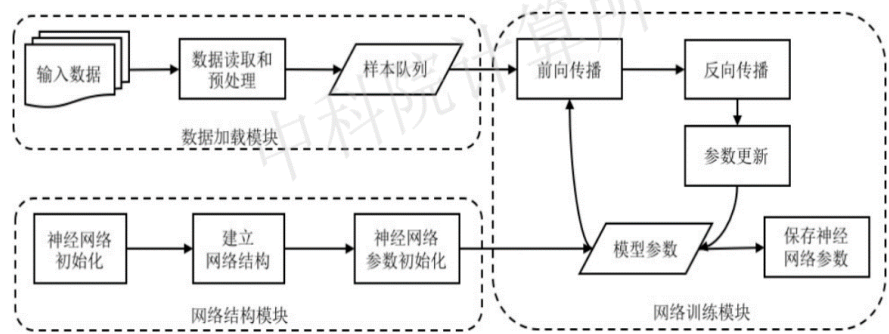 输入数据
数据读取和
预处理
样本队列
数据加载模块
前向传播
反向传播
参数更新
神经网络
初始化
建立
网络结构
神经网络
参数初始化
网络结构模块
模型参数
保存神经
网络参数
网络训练模块
中科院计算所